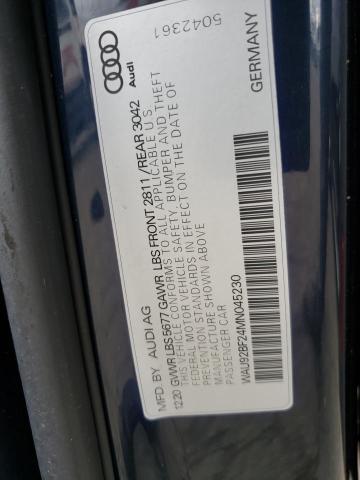 Audi
5042361
MFD. BY AUDI AG
12.20 GVWR LBS 5677 GAWR LBS FRONT 2811 / REAR 3042
THIS VEHICLE CONFORMS TO ALL APPLICABLE U.S.
FEDERAL MOTOR VEHICLE SAFETY, BUMPER AND THEFT
PREVENTION STANDARDS IN EFFECT ON THE DATE OF
MANUFACTURE SHOWN ABOVE
PASSENGER CAR
WAU92BF24MN045230
GERMANY